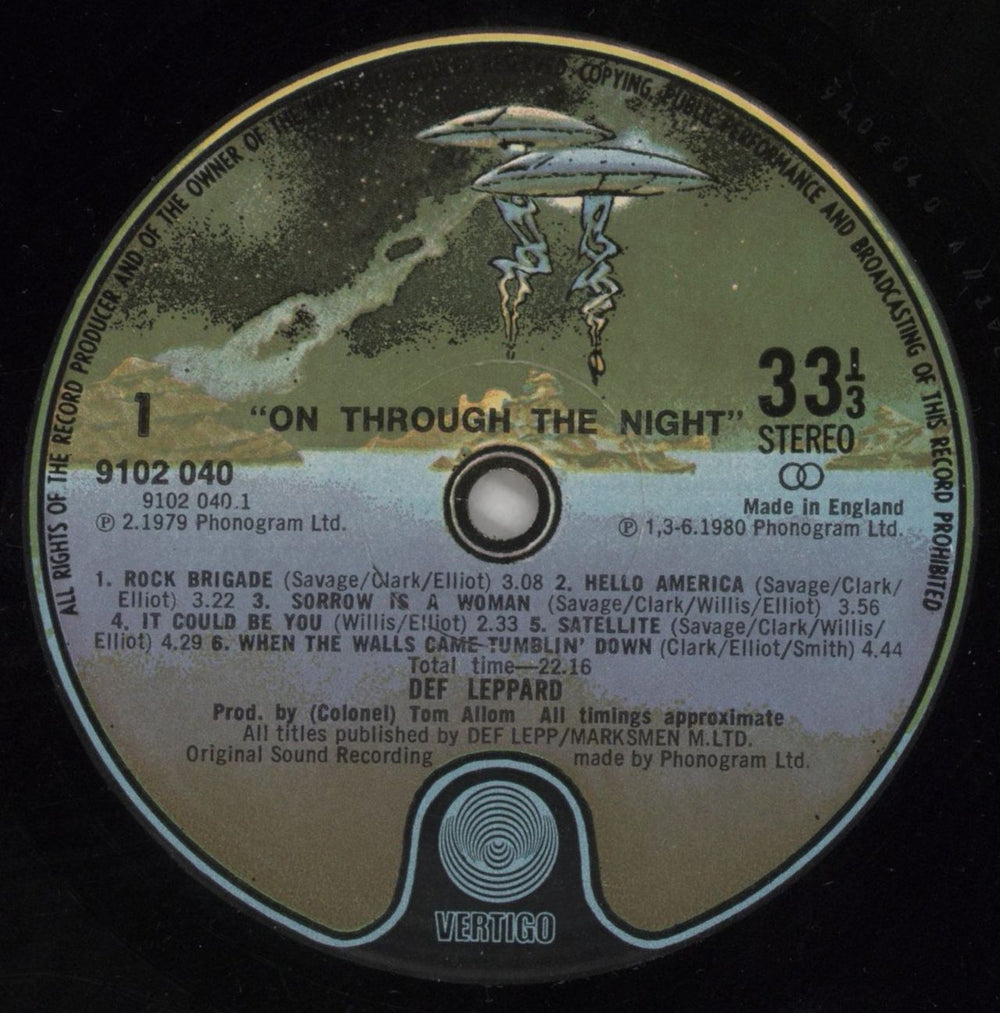 ALL RIGHTS OF THE RECORD PRODUCER AND OF THE OWNER OF THE COPYING, PUBLIC PERFORMANCE AND BROADCASTING OF THIS RECORD PROHIBITED
1
"ON THROUGH THE NIGHT"
33⅓
STEREO
9102 040
9102 040.1
Ⓟ 2.1979 Phonogram Ltd.
Made in England
Ⓟ 1,3-6.1980 Phonogram Ltd.
1. ROCK BRIGADE (Savage/Clark/Elliot) 3.08 2. HELLO AMERICA (Savage/Clark/
Elliot) 3.22 3. SORROW IS A WOMAN (Savage/Clark/Willis/Elliot) 3.56
4. IT COULD BE YOU (Willis/Elliot) 2.33 5. SATELLITE (Savage/Clark/Willis/
Elliot) 4.29 6. WHEN THE WALLS CAME TUMBLIN' DOWN (Clark/Elliot/Smith) 4.44
Total time—22.16
DEF LEPPARD
Prod. by (Colonel) Tom Allom All timings approximate
All titles published by DEF LEPP/MARKSMEN M.LTD.
Original Sound Recording made by Phonogram Ltd.
VERTIGO